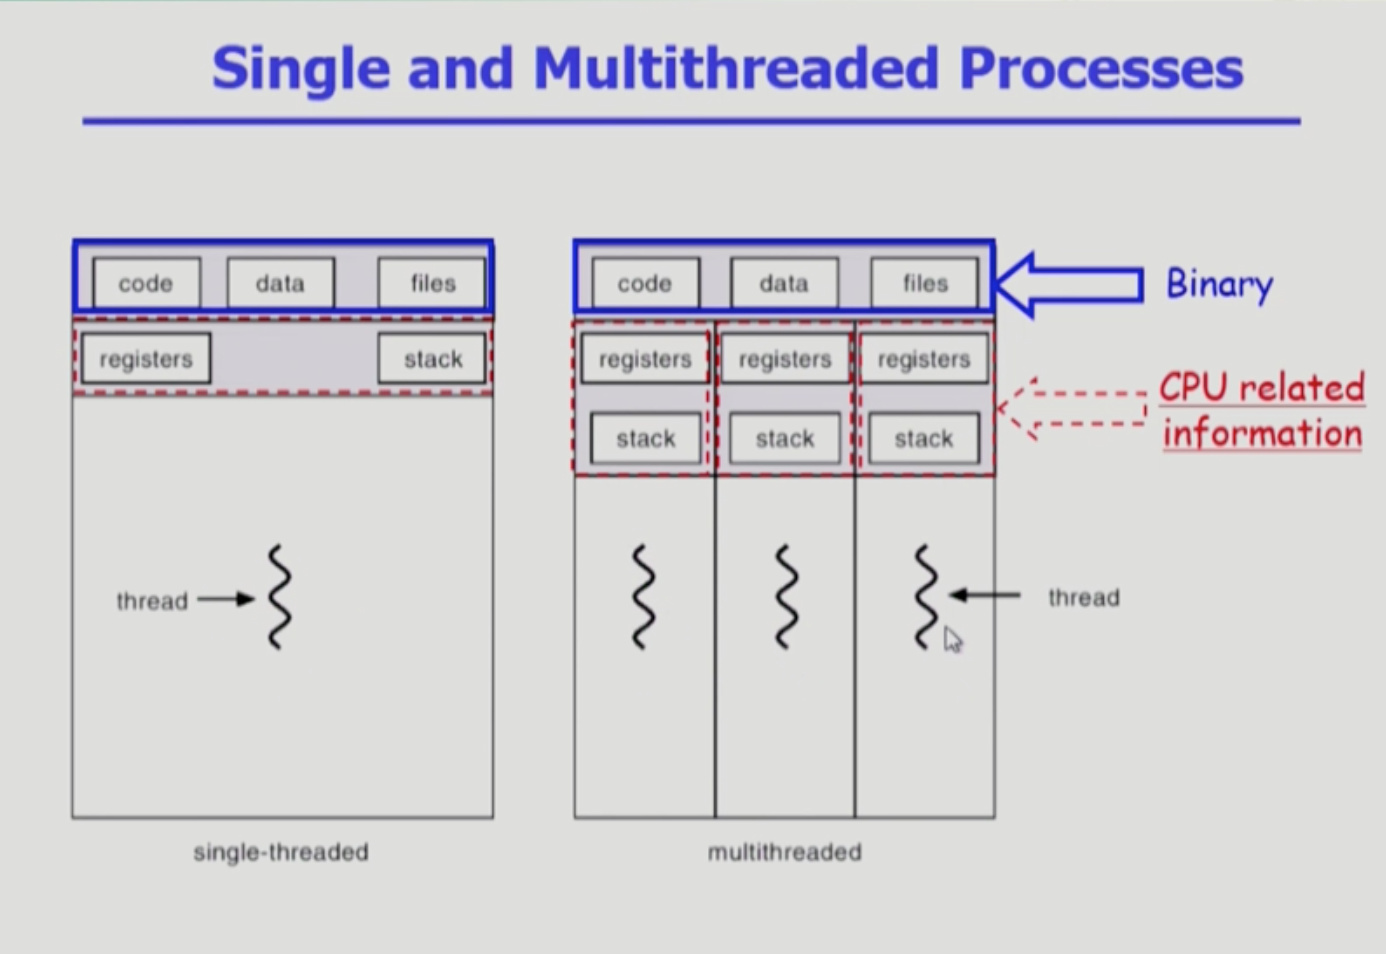 Single and Multithreaded Processes
code data files
registers stack
thread
single-threaded
code data files
registers registers registers
stack stack stack
thread
multithreaded
Binary
CPU related
information